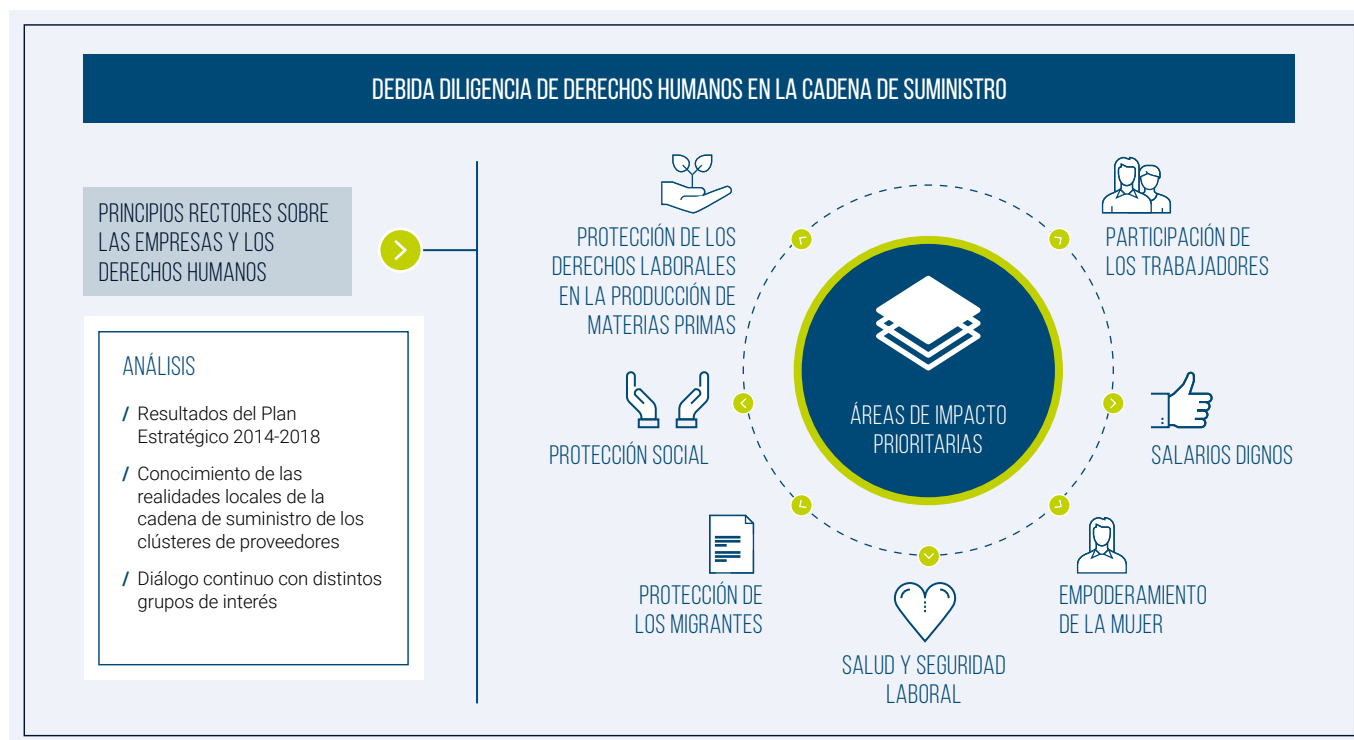 DEBIDA DILIGENCIA DE DERECHOS HUMANOS EN LA CADENA DE SUMINISTRO
PRINCIPIOS RECTORES SOBRE
LAS EMPRESAS Y LOS
DERECHOS HUMANOS
ANÁLISIS
/ Resultados del Plan
Estratégico 2014-2018
/ Conocimiento de las
realidades locales de la
cadena de suministro de los
clústeres de proveedores
/ Diálogo continuo con distintos
grupos de interés
ÁREAS DE IMPACTO
PRIORITARIAS
PARTICIPACIÓN DE
LOS TRABAJADORES
SALARIOS DIGNOS
EMPODERAMIENTO
DE LA MUJER
SALUD Y SEGURIDAD
LABORAL
PROTECCIÓN DE
LOS MIGRANTES
PROTECCIÓN SOCIAL
PROTECCIÓN DE LOS
DERECHOS LABORALES
EN LA PRODUCCIÓN DE
MATERIAS PRIMAS